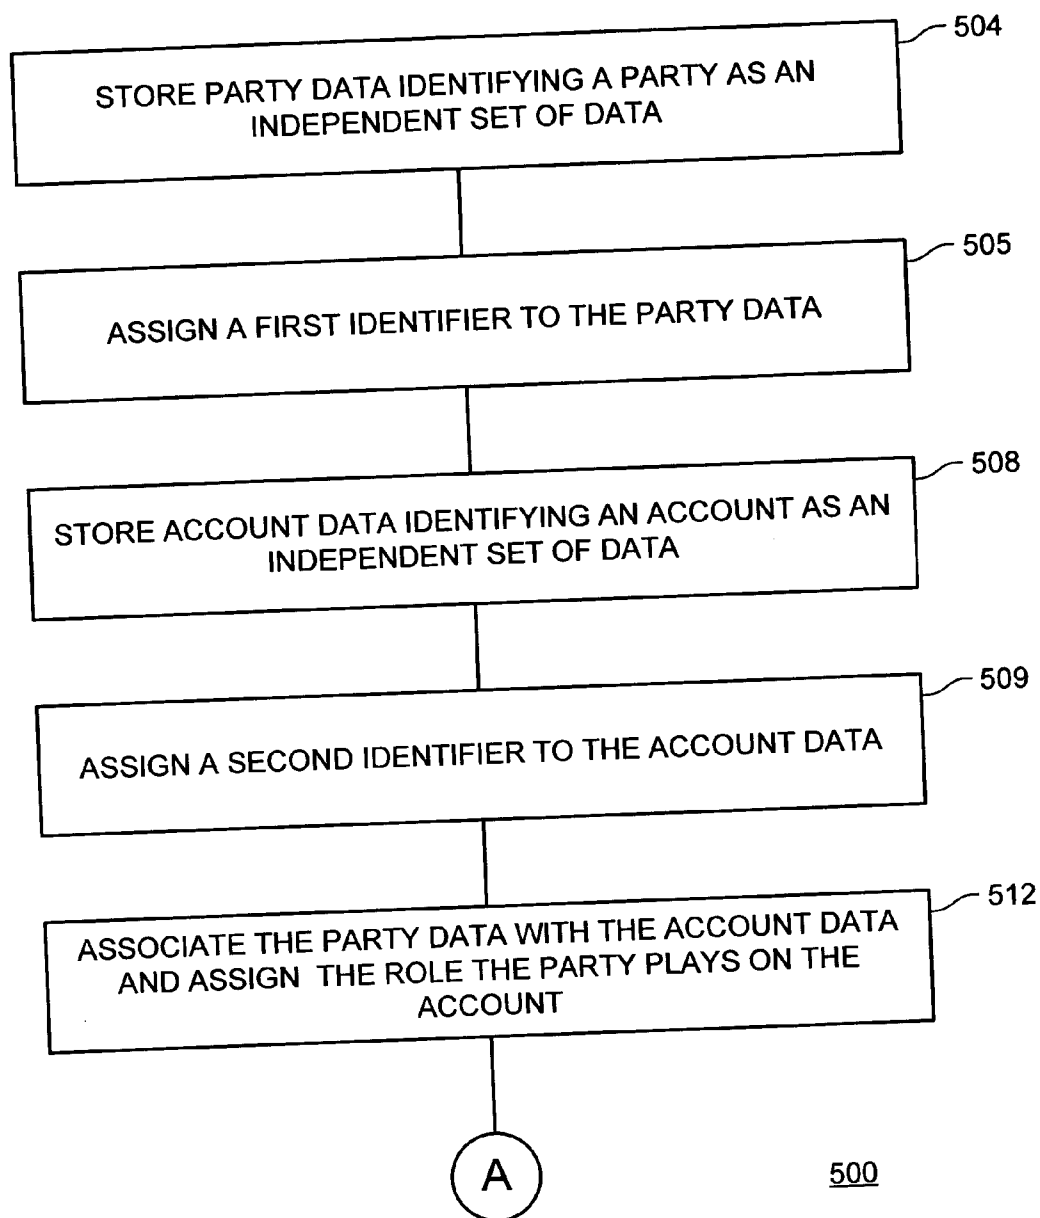 504
STORE PARTY DATA IDENTIFYING A PARTY AS AN
INDEPENDENT SET OF DATA
505
ASSIGN A FIRST IDENTIFIER TO THE PARTY DATA
508
STORE ACCOUNT DATA IDENTIFYING AN ACCOUNT AS AN
INDEPENDENT SET OF DATA
509
ASSIGN A SECOND IDENTIFIER TO THE ACCOUNT DATA
512
ASSOCIATE THE PARTY DATA WITH THE ACCOUNT DATA
AND ASSIGN THE ROLE THE PARTY PLAYS ON THE
ACCOUNT
A
500